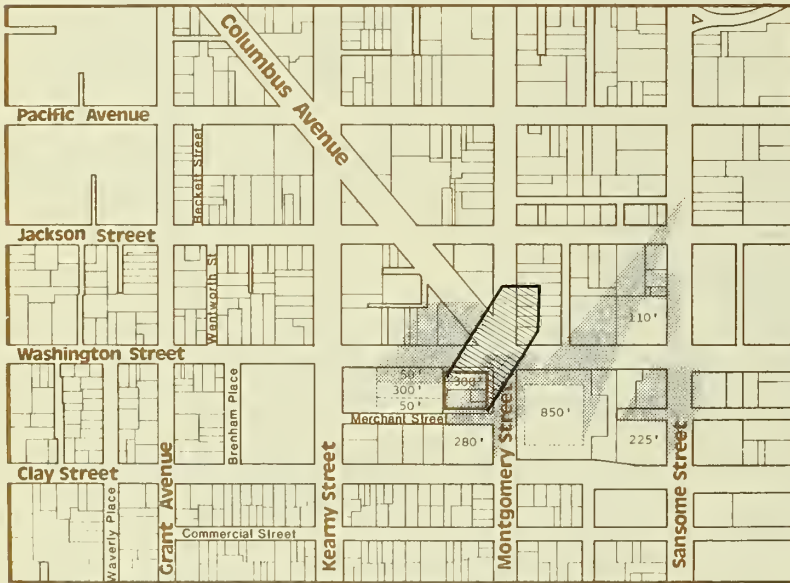 Columbus Avenue
Pacific Avenue
Beckett Street
Jackson Street
Wentworth St
110'
Washington Street
50'
300'
50'
300'
Merchant Street
850'
280'
225'
Brenham Place
Clay Street
Waverly Place
Grant Avenue
Commercial Street
Kearny Street
Montgomery Street
Sansome Street